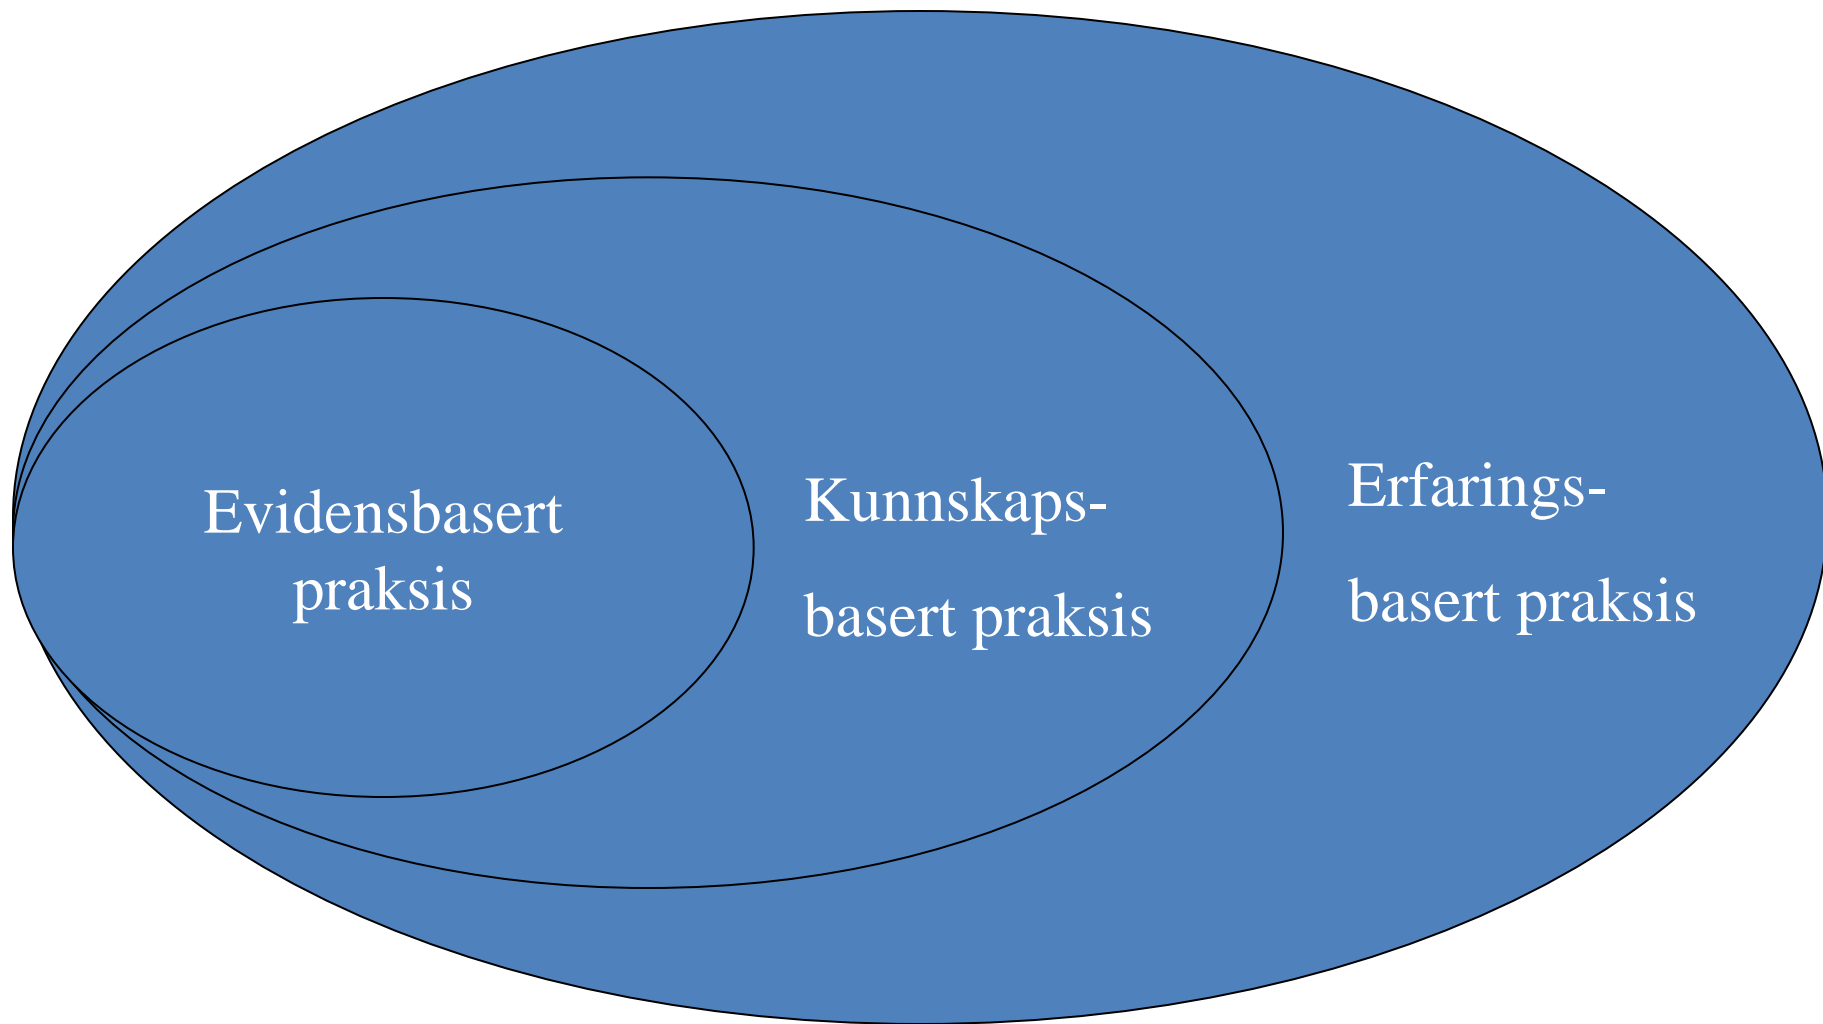 Evidensbasert
praksis
Kunnskaps-
basert praksis
Erfarings-
basert praksis